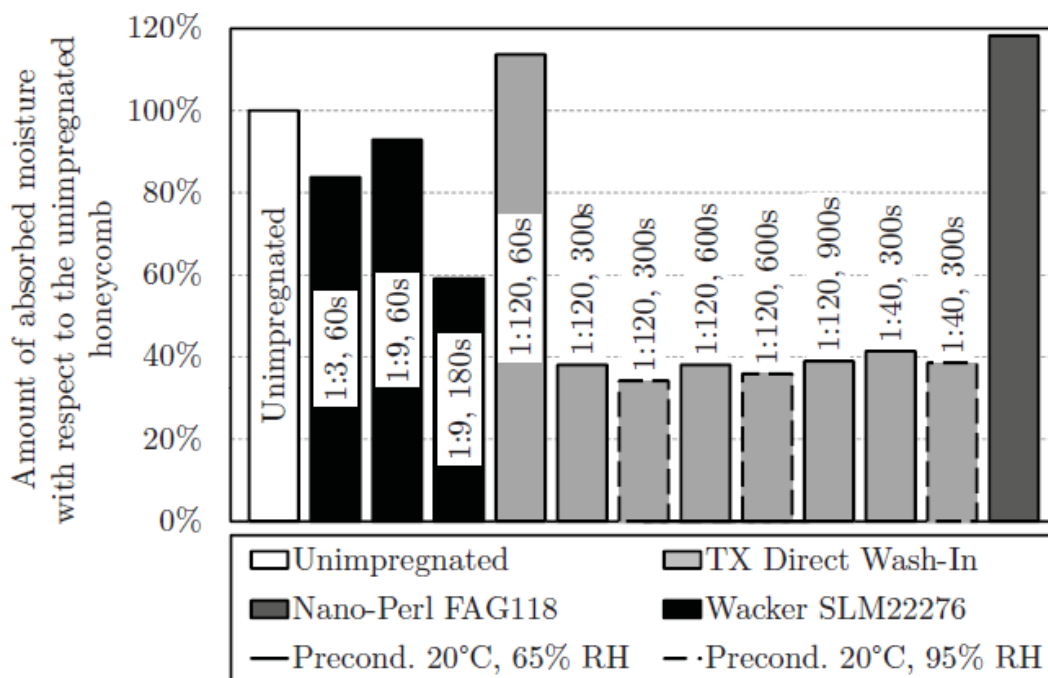 Amount of absorbed moisture
with respect to the unimpregnated
honeycomb
120%
100%
80%
60%
40%
20%
0%
Unimpregnated
1:3, 60s
1:9, 60s
1:9, 180s
1:120, 60s
1:120, 300s
1:120, 300s
1:120, 600s
1:120, 600s
1:120, 900s
1:40, 300s
1:40, 300s
Unimpregnated
TX Direct Wash-In
Nano-Perl FAG118
Wacker SLM22276
Precond. 20°C, 65% RH
Precond. 20°C, 95% RH